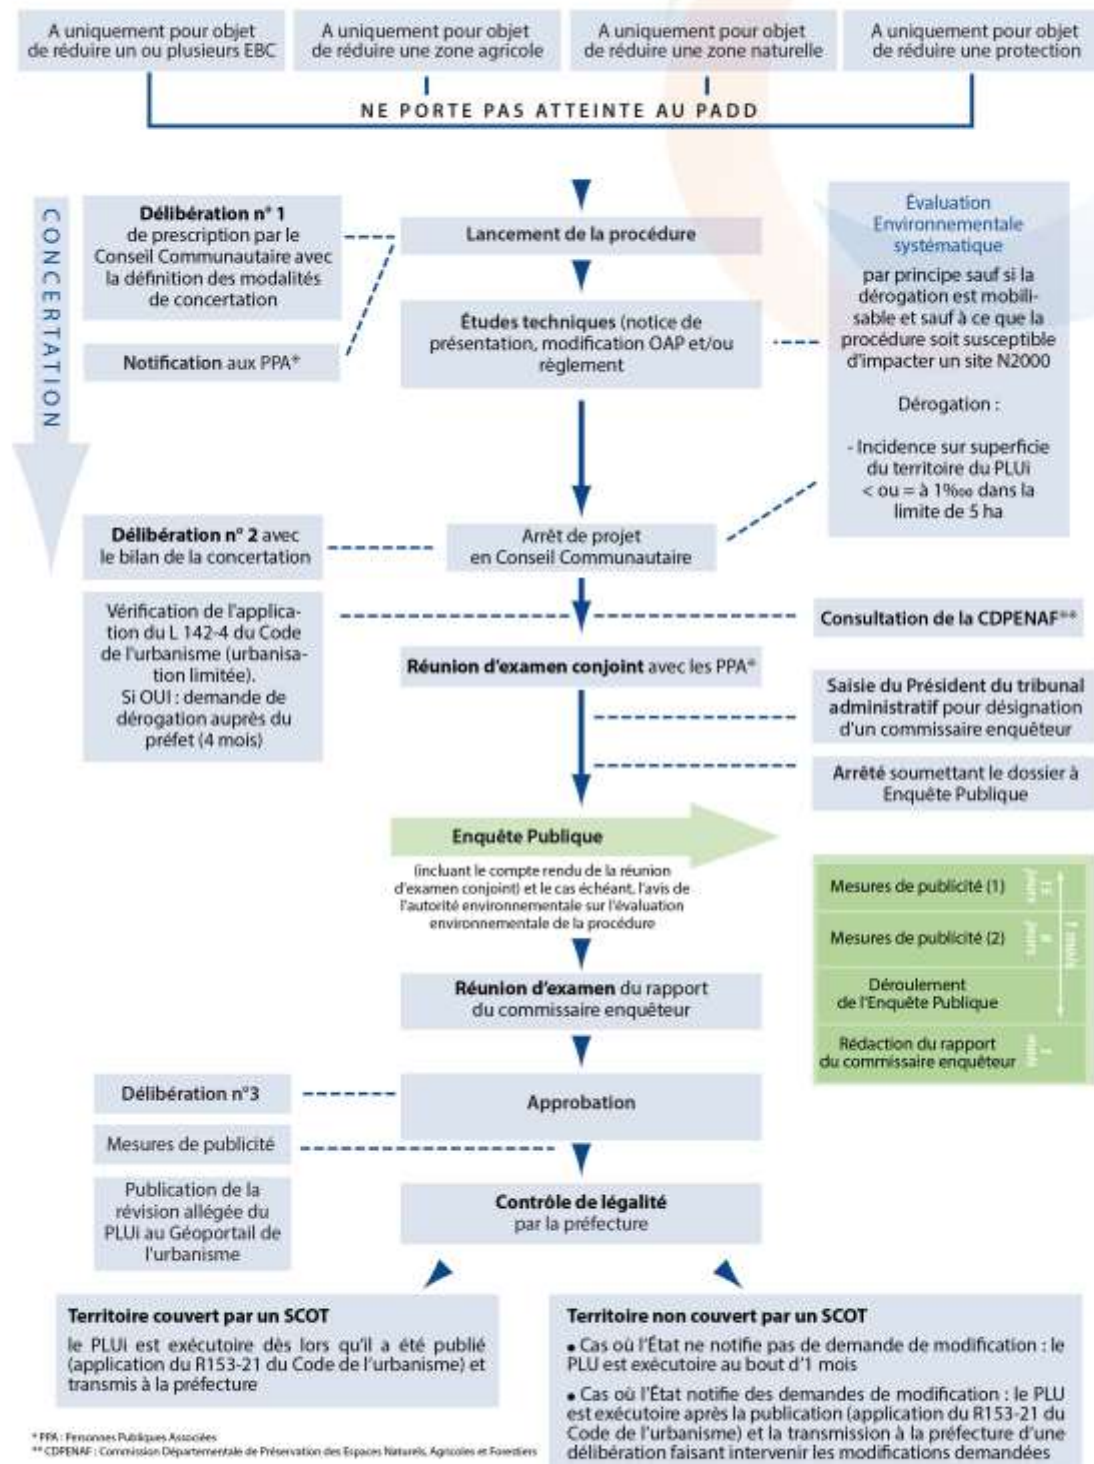 A uniquement pour objet
de réduire un ou plusieurs EBC
A uniquement pour objet
de réduire une zone agricole
A uniquement pour objet
de réduire une zone naturelle
A uniquement pour objet
de réduire une protection
NE PORTE PAS ATTEINTE AU PADD
CONCERTATION
Délibération n° 1
de prescription par le
Conseil Communautaire avec
la définition des modalités
de concertation
Notification aux PPA*
Lancement de la procédure
Études techniques (notice de
présentation, modification OAP et/ou
règlement
Évaluation
Environnementale
systématique
par principe sauf si la
dérogation est mobili-
sable et sauf à ce que la
procédure soit susceptible
d'impacter un site N2000
Dérogation :
- Incidence sur superficie
du territoire du PLUi
< ou = à 1‱ dans la
limite de 5 ha
Délibération n° 2 avec
le bilan de la concertation
Arrêt de projet
en Conseil Communautaire
Vérification de l'applica-
tion du L 142-4 du Code
de l'urbanisme (urbanisa-
tion limitée).
Si OUI : demande de
dérogation auprès du
préfet (4 mois)
Consultation de la CDPENAF**
Réunion d'examen conjoint avec les PPA*
Saisie du Président du tribunal
administratif pour désignation
d'un commissaire enquêteur
Arrêté soumettant le dossier à
Enquête Publique
Enquête Publique
(incluant le compte rendu de la réunion
d'examen conjoint) et le cas échéant, l'avis de
l'autorité environnementale sur l'évaluation
environnementale de la procédure
Mesures de publicité (1)
15 jours
Mesures de publicité (2)
8 jours
1 mois
Déroulement
de l'Enquête Publique
Rédaction du rapport
du commissaire enquêteur
mois
Réunion d'examen du rapport
du commissaire enquêteur
Délibération n°3
Approbation
Mesures de publicité
Publication de la
révision allégée du
PLUi au Géoportail de
l'urbanisme
Contrôle de légalité
par la préfecture
Territoire couvert par un SCOT
le PLUi est exécutoire dès lors qu'il a été publié
(application du R153-21 du Code de l'urbanisme) et
transmis à la préfecture
Territoire non couvert par un SCOT
• Cas où l'État ne notifie pas de demande de modification : le
PLU est exécutoire au bout d'1 mois
• Cas où l'État notifie des demandes de modification : le PLU
est exécutoire après la publication (application du R153-21 du
Code de l'urbanisme) et la transmission à la préfecture d'une
délibération faisant intervenir les modifications demandées
* PPA : Personnes Publiques Associées
** CDPENAF : Commission Départementale de Préservation des Espaces Naturels, Agricoles et Forestiers